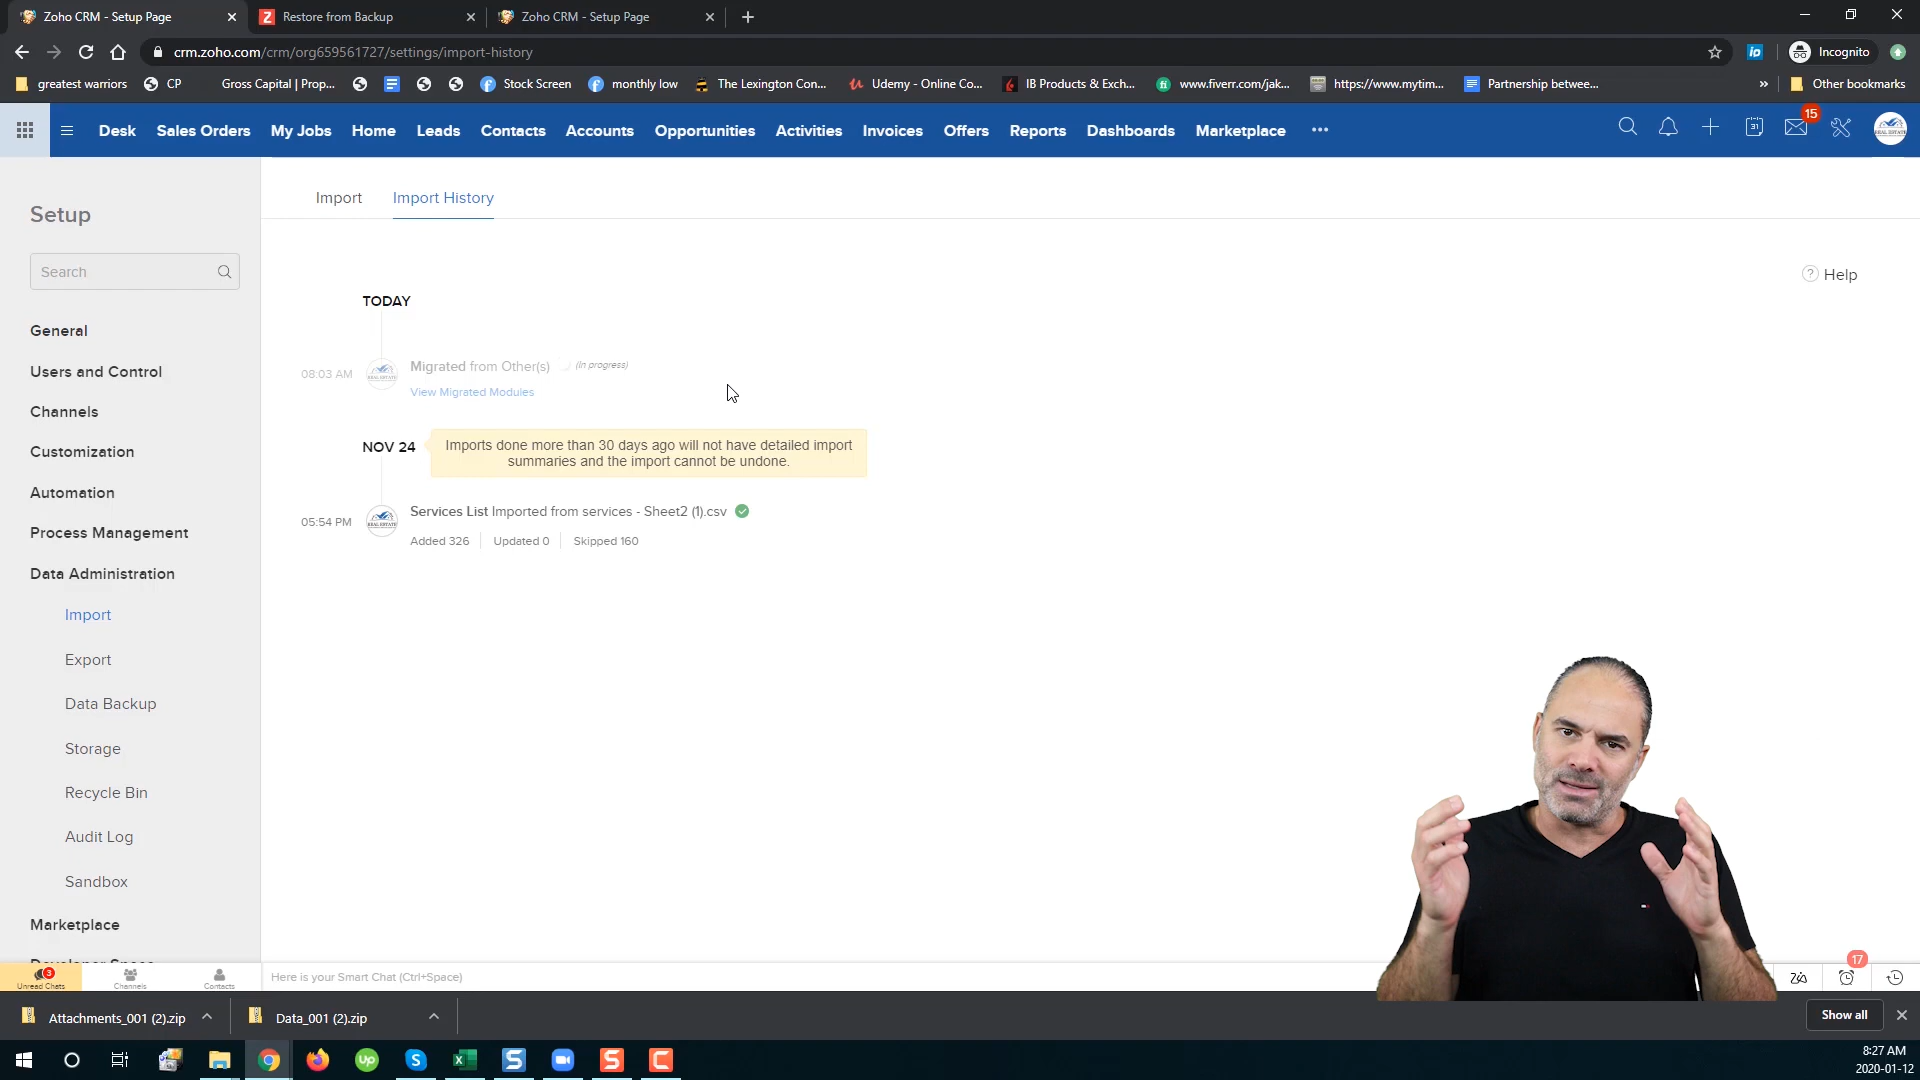 Zoho CRM - Setup Page
Restore from Backup
Zoho CRM - Setup Page
crm.zoho.com/crm/org659561727/settings/import-history
Incognito
greatest warriors
CP
Gross Capital | Prop...
Stock Screen
monthly low
The Lexington Con...
Udemy - Online Co...
IB Products & Exch...
www.fiverr.com/jak...
https://www.mytim...
Partnership betwee...
»
Other bookmarks
Desk
Sales Orders
My Jobs
Home
Leads
Contacts
Accounts
Opportunities
Activities
Invoices
Offers
Reports
Dashboards
Marketplace
31
15
Setup
Search
General
Users and Control
Channels
Customization
Automation
Process Management
Data Administration
Import
Export
Data Backup
Storage
Recycle Bin
Audit Log
Sandbox
Marketplace
Import
Import History
? Help
TODAY
08:03 AM
Migrated from Other(s)
(In progress)
View Migrated Modules
NOV 24
Imports done more than 30 days ago will not have detailed import
summaries and the import cannot be undone.
05:54 PM
Services List Imported from services - Sheet2 (1).csv
Added 326
Updated 0
Skipped 160
3
Unread Chats
Channels
Contacts
Here is your Smart Chat (Ctrl+Space)
17
Attachments_001 (2).zip
Data_001 (2).zip
Show all
8:27 AM
2020-01-12